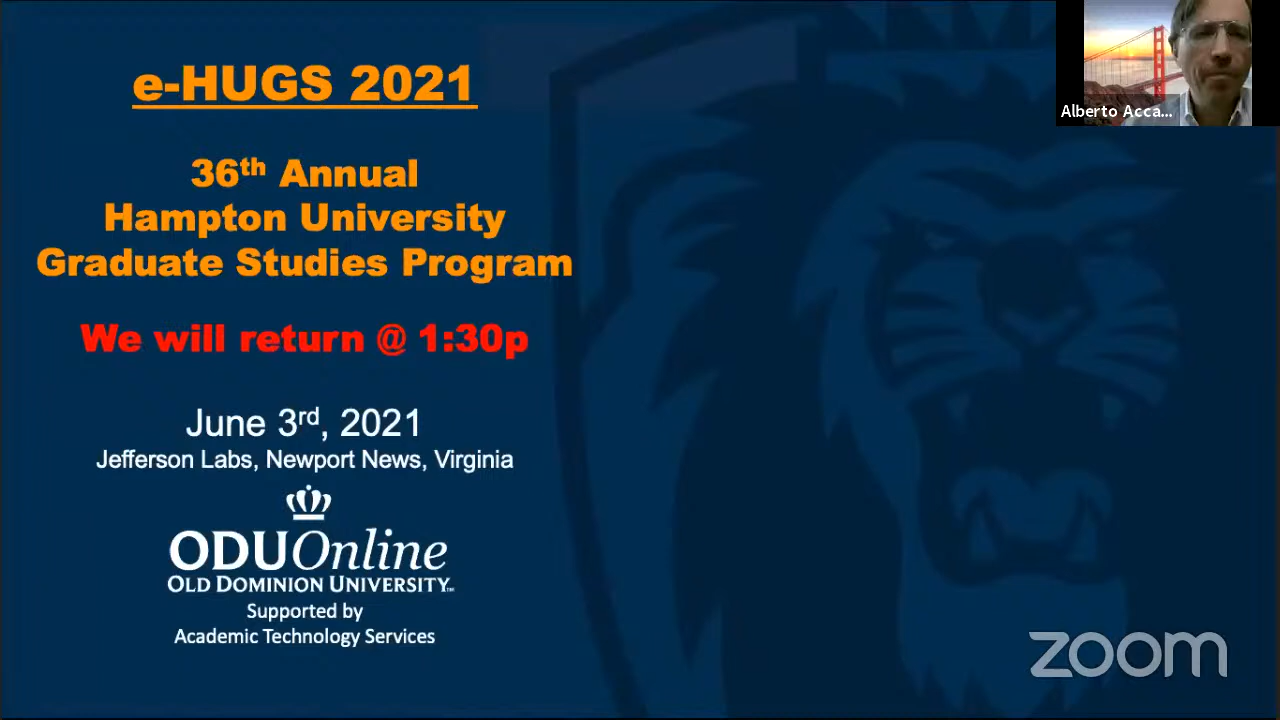 e-HUGS 2021
36th Annual
Hampton University
Graduate Studies Program
We will return @ 1:30p
June 3rd, 2021
Jefferson Labs, Newport News, Virginia
ODUOnline
OLD DOMINION UNIVERSITY™
Supported by
Academic Technology Services
Alberto Acca...
zoom